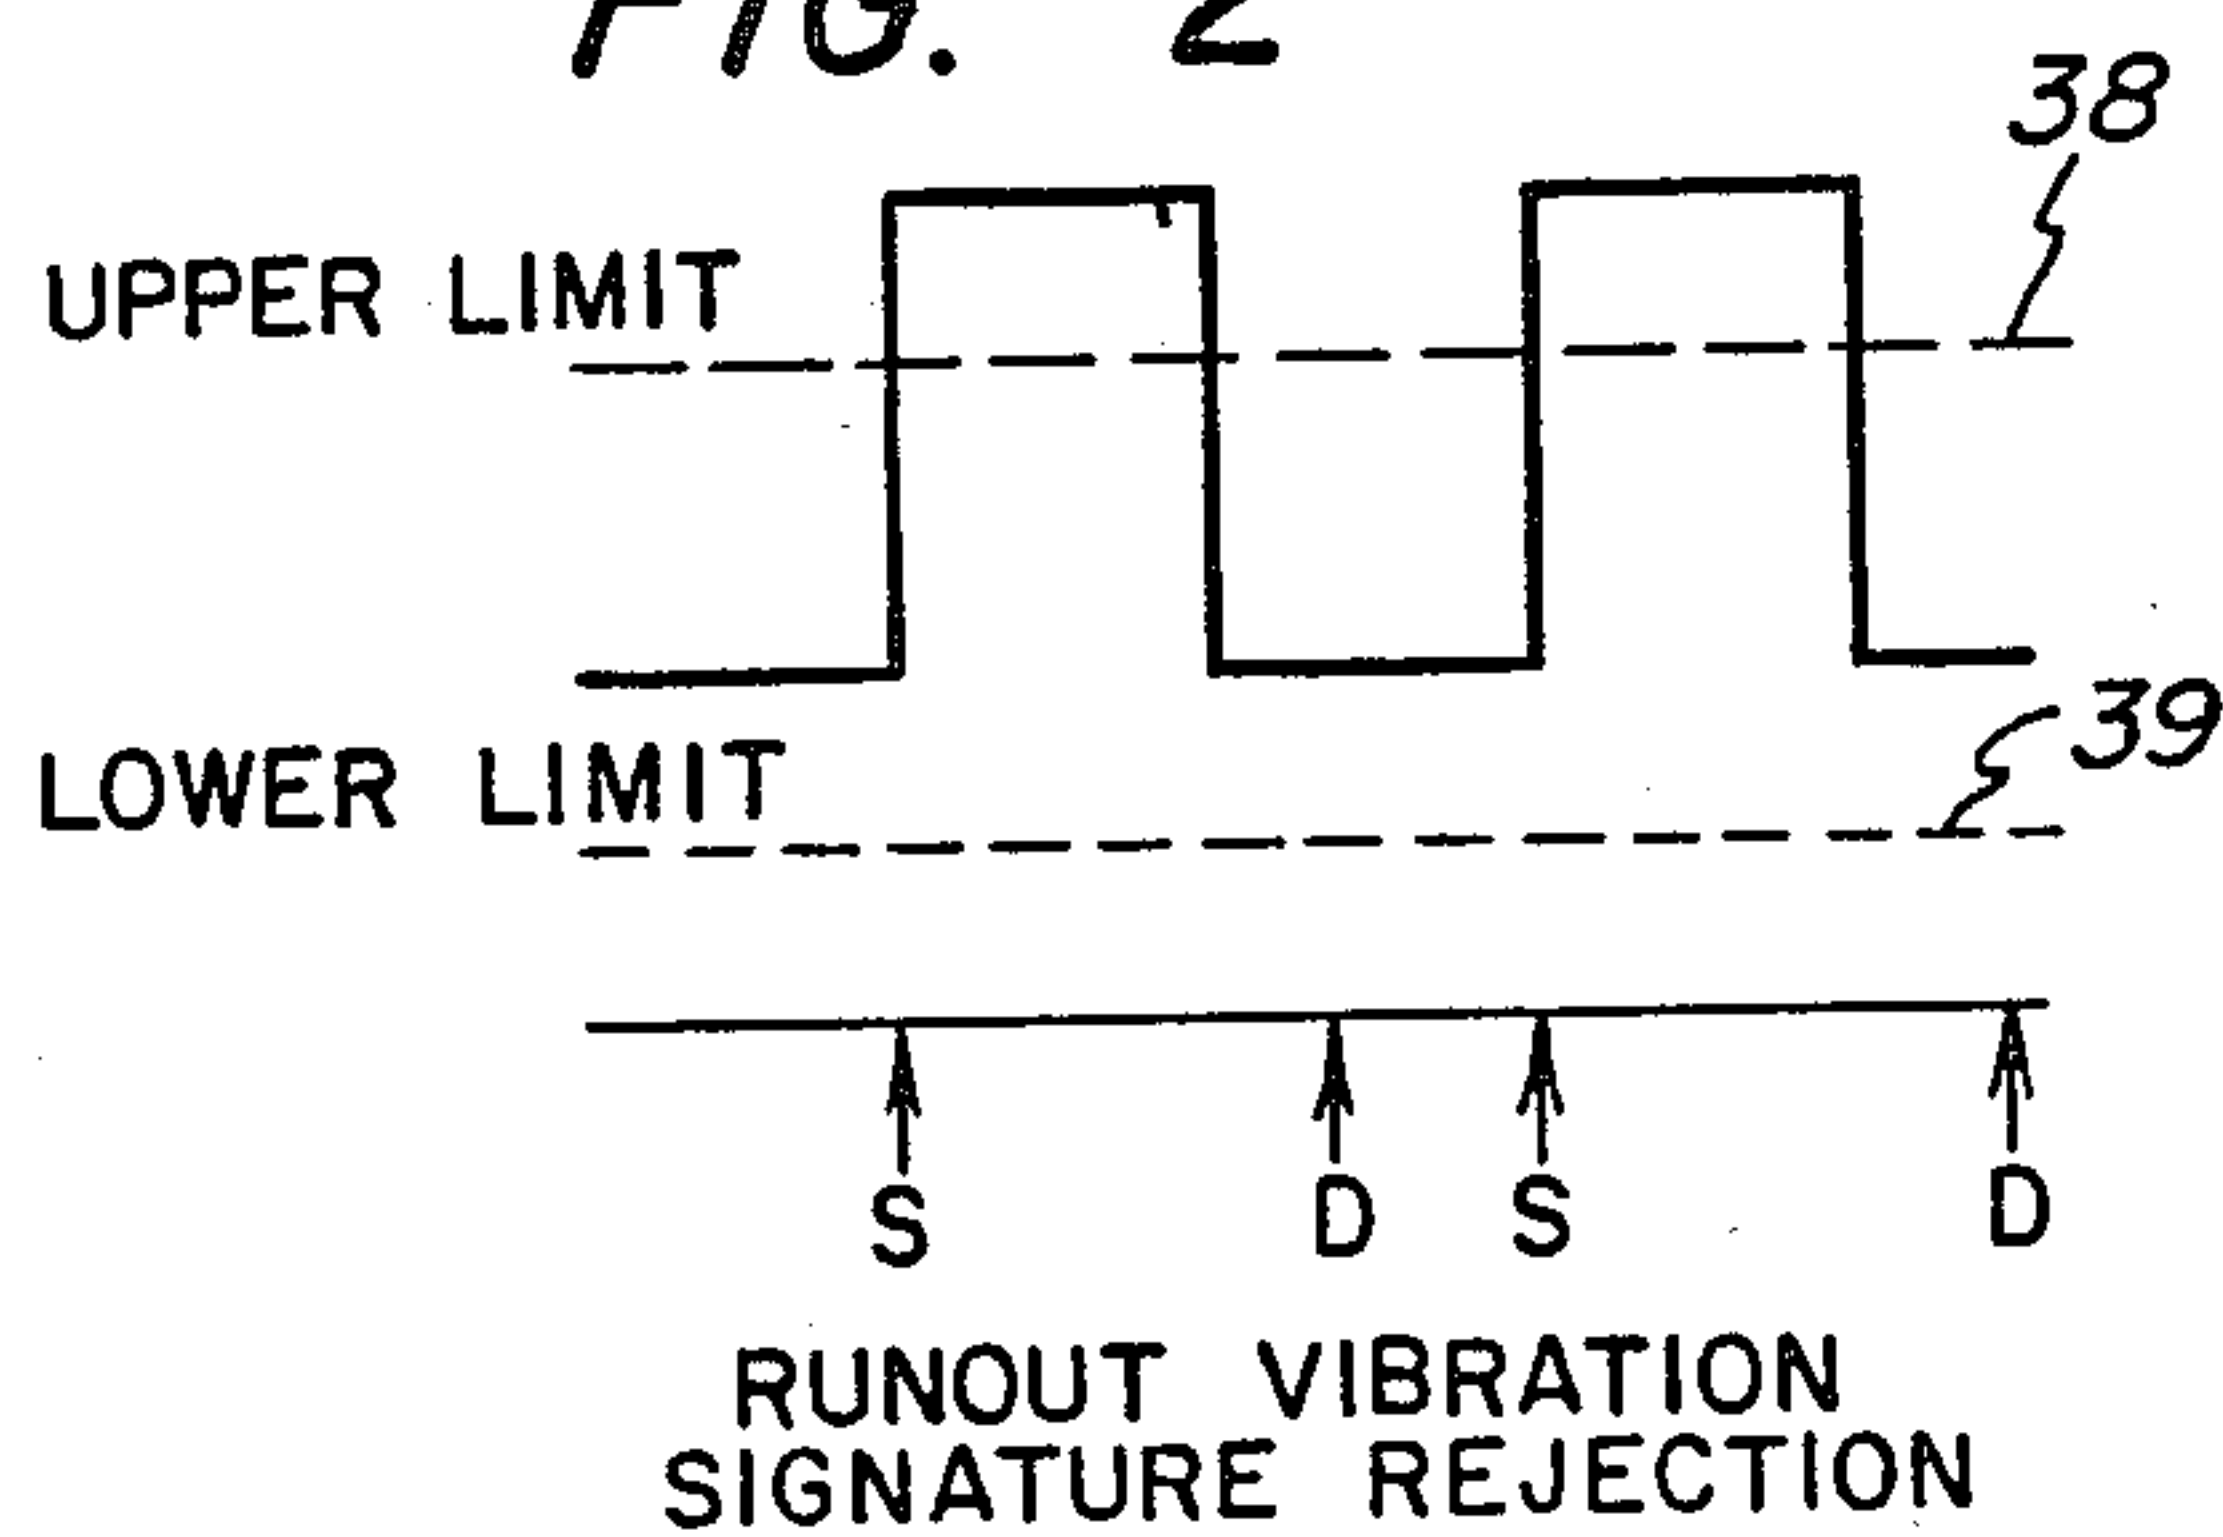 FIG. 2
38
UPPER LIMIT
39
LOWER LIMIT
S D S D
RUNOUT VIBRATION
SIGNATURE REJECTION